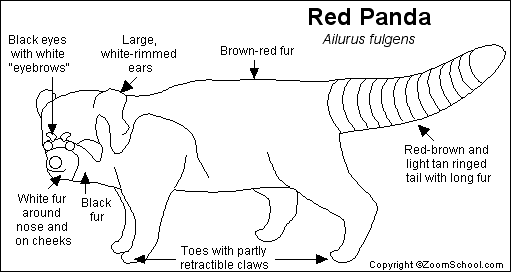 Red Panda
Ailurus fulgens
Black eyes
with white
"eyebrows"
Large,
white-rimmed
ears
Brown-red fur
Red-brown and
light tan ringed
tail with long fur
White fur
around
nose and
on cheeks
Black
fur
Toes with partly
retractible claws
Copyright ©ZoomSchool.com